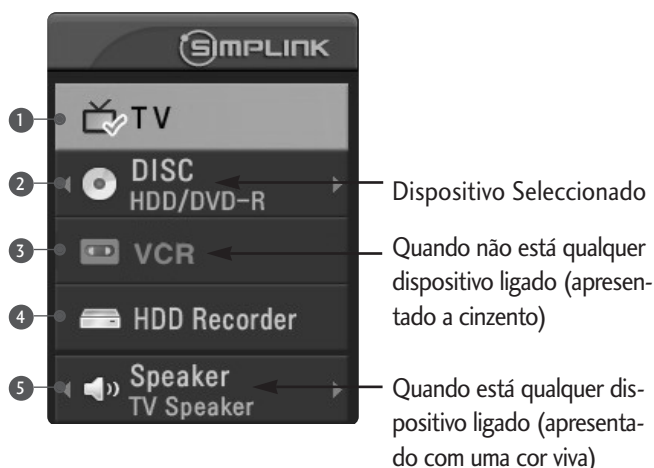 SIMPLINK
1 TV
2 DISC
HDD/DVD-R
Dispositivo Seleccionado
3 VCR
Quando não está qualquer
dispositivo ligado (apresen-
tado a cinzento)
4 HDD Recorder
5 Speaker
TV Speaker
Quando está qualquer dis-
positivo ligado (apresenta-
do com uma cor viva)